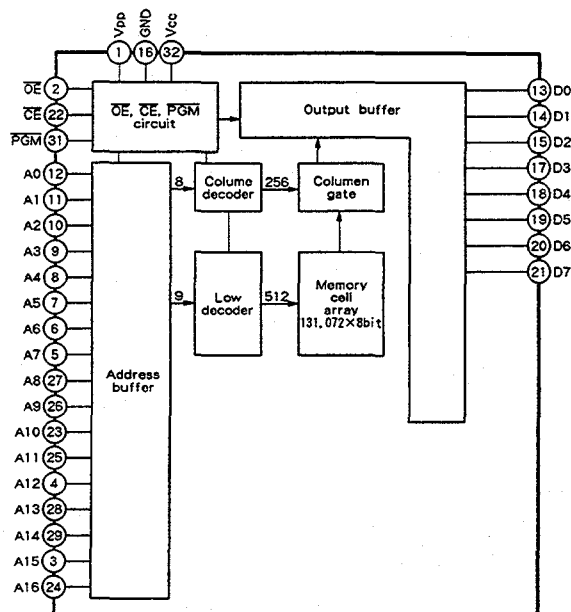 Vpp GND Vcc
1 16 32
OE 2
CE 22
PGM 31
OE, CE, PGM
circuit
Output buffer
13 D0
14 D1
15 D2
17 D3
18 D4
19 D5
20 D6
21 D7
A0 12
A1 11
A2 10
A3 9
A4 8
A5 7
A6 6
A7 5
A8 27
A9 26
A10 23
A11 25
A12 4
A13 28
A14 29
A15 3
A16 24
Address
buffer
8
Colume
decoder
256
Columen
gate
9
Low
decoder
512
Memory
cell
array
131,072×8bit